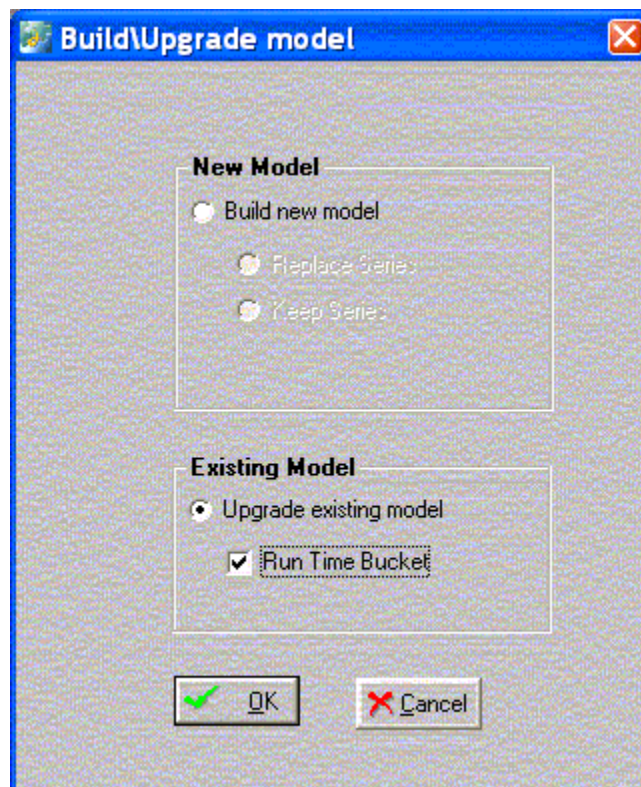 Build\Upgrade model
New Model
Build new model
Replace Series
Keep Series
Existing Model
Upgrade existing model
Run Time Bucket
OK
Cancel